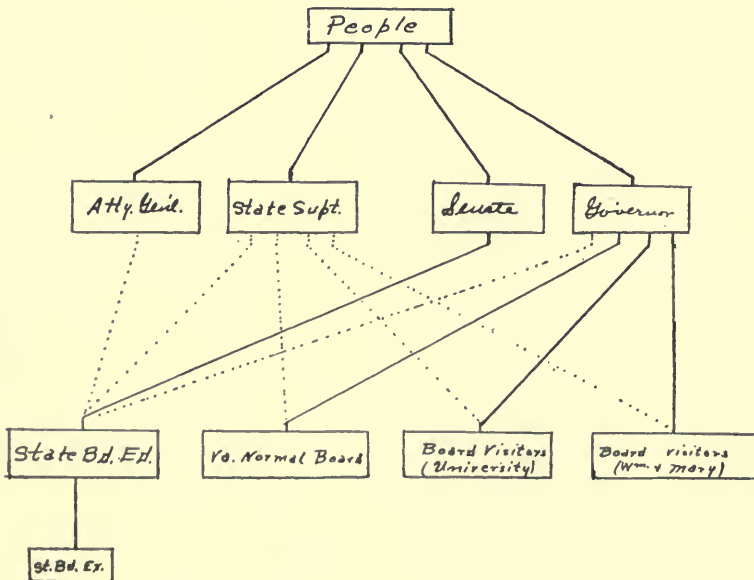 People
Atty. Genl.
State Supt.
Senate
Governor
State Bd. Ed.
Va. Normal Board
Board Visitors
(University)
Board visitors
(Wm. & Mary)
St. Bd. Ex.